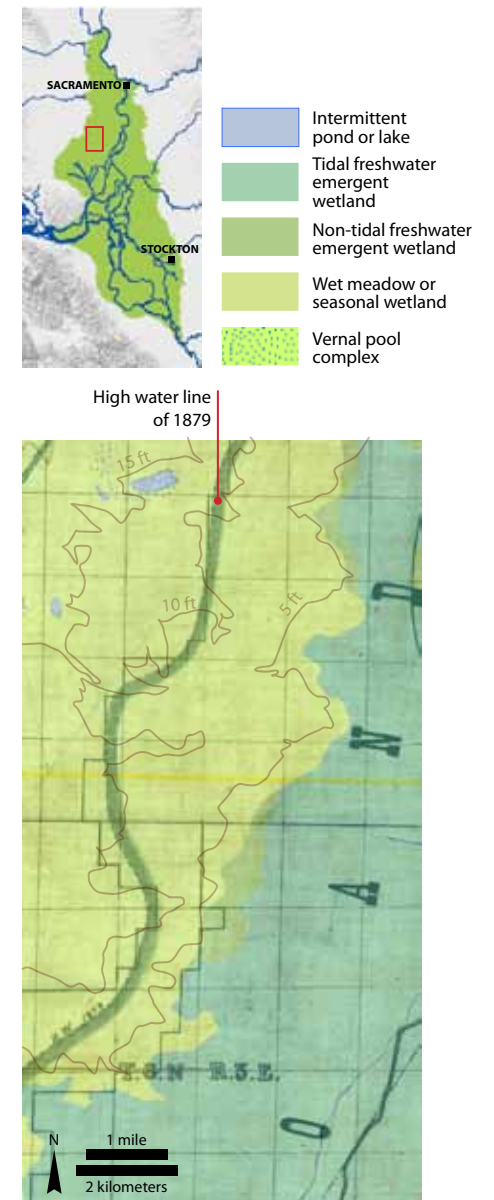 SACRAMENTO
STOCKTON
Intermittent
pond or lake
Tidal freshwater
emergent
wetland
Non-tidal freshwater
emergent wetland
Wet meadow or
seasonal wetland
Vernal pool
complex
High water line
of 1879
15 ft
10 ft
5 ft
D
N
A
T.6.N R.3.E.
O
N
1 mile
2 kilometers